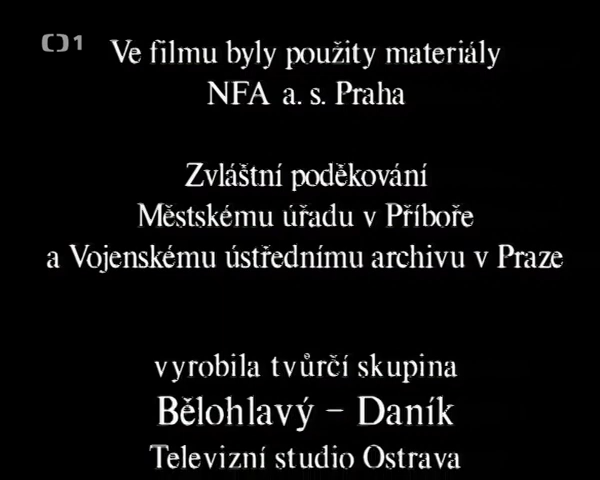 1
Ve filmu byly použity materiály
NFA a. s. Praha
Zvláštní poděkování
Městskému úřadu v Příboře
a Vojenskému ústřednímu archivu v Praze
vyrobila tvůrčí skupina
Bělohlavý – Daník
Televizní studio Ostrava